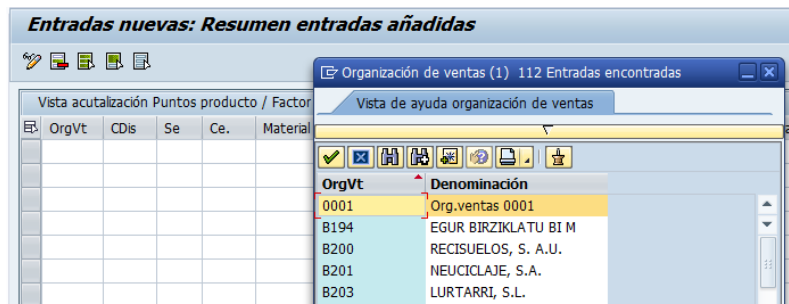 Entradas nuevas: Resumen entradas añadidas
Organización de ventas (1) 112 Entradas encontradas
Vista acutalización Puntos producto / Factor
Vista de ayuda organización de ventas
OrgVt CDis Se Ce. Material
OrgVt Denominación
0001 Org.ventas 0001
B194 EGUR BIRZIKLATU BI M
B200 RECISUELOS, S. A.U.
B201 NEUCICLAJE, S.A.
B203 LURTARRI, S.L.